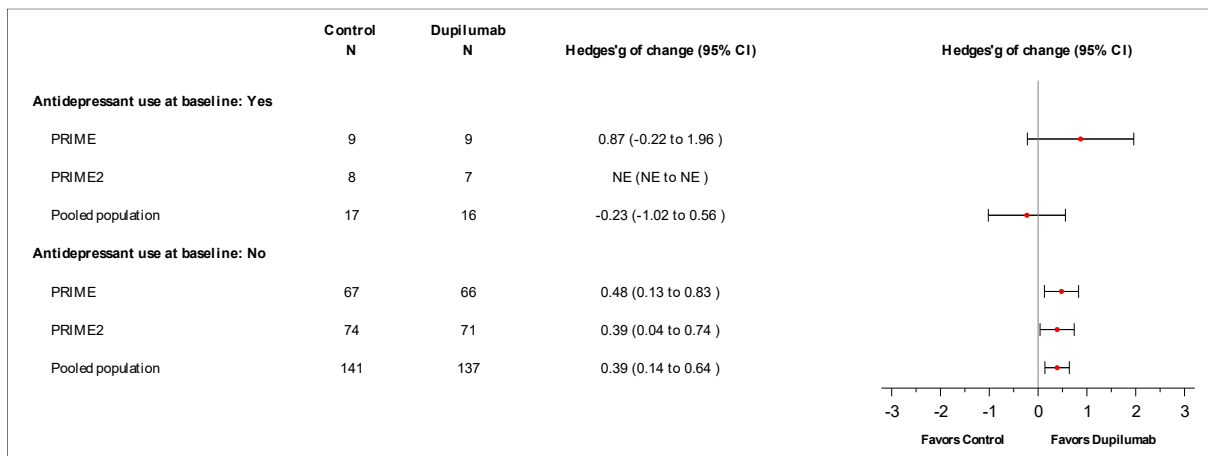 Control Dupilumab
N N Hedges'g of change (95% CI) Hedges'g of change (95% CI)
Antidepressant use at baseline: Yes
PRIME 9 9 0.87 (-0.22 to 1.96 )
PRIME2 8 7 NE (NE to NE )
Pooled population 17 16 -0.23 (-1.02 to 0.56 )
Antidepressant use at baseline: No
PRIME 67 66 0.48 (0.13 to 0.83 )
PRIME2 74 71 0.39 (0.04 to 0.74 )
Pooled population 141 137 0.39 (0.14 to 0.64 )
-3 -2 -1 0 1 2 3
Favors Control Favors Dupilumab